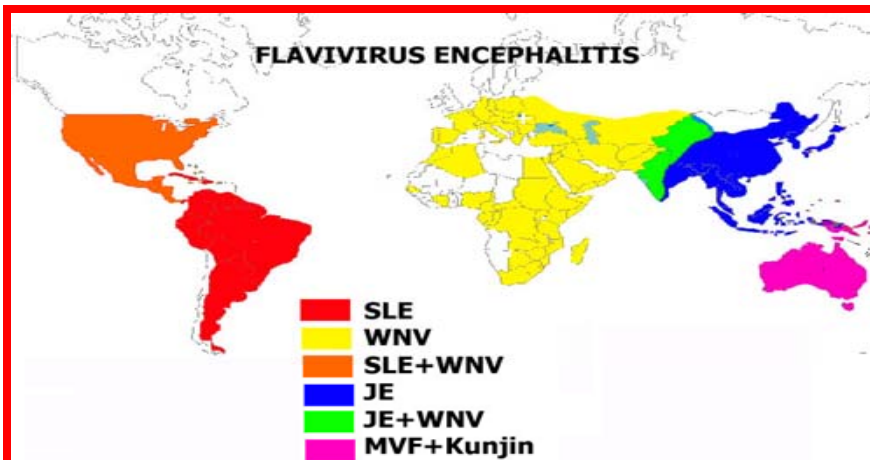 FLAVIVIRUS ENCEPHALITIS
SLE
WNV
SLE+WNV
JE
JE+WNV
MVF+Kunjin